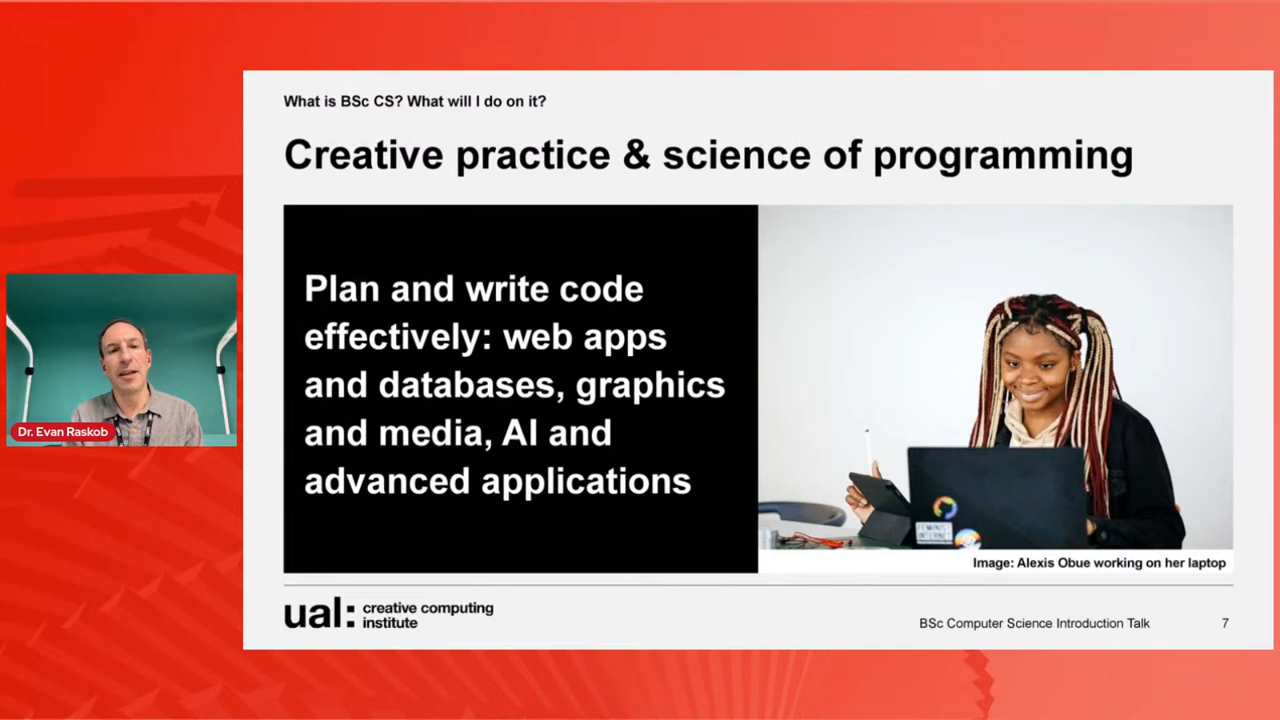 What is BSc CS? What will I do on it?
Creative practice & science of programming
Plan and write code
effectively: web apps
and databases, graphics
and media, AI and
advanced applications
Dr. Evan Raskob
FEMINIST
INTERNET
Image: Alexis Obue working on her laptop
ual: creative computing
institute
BSc Computer Science Introduction Talk
7